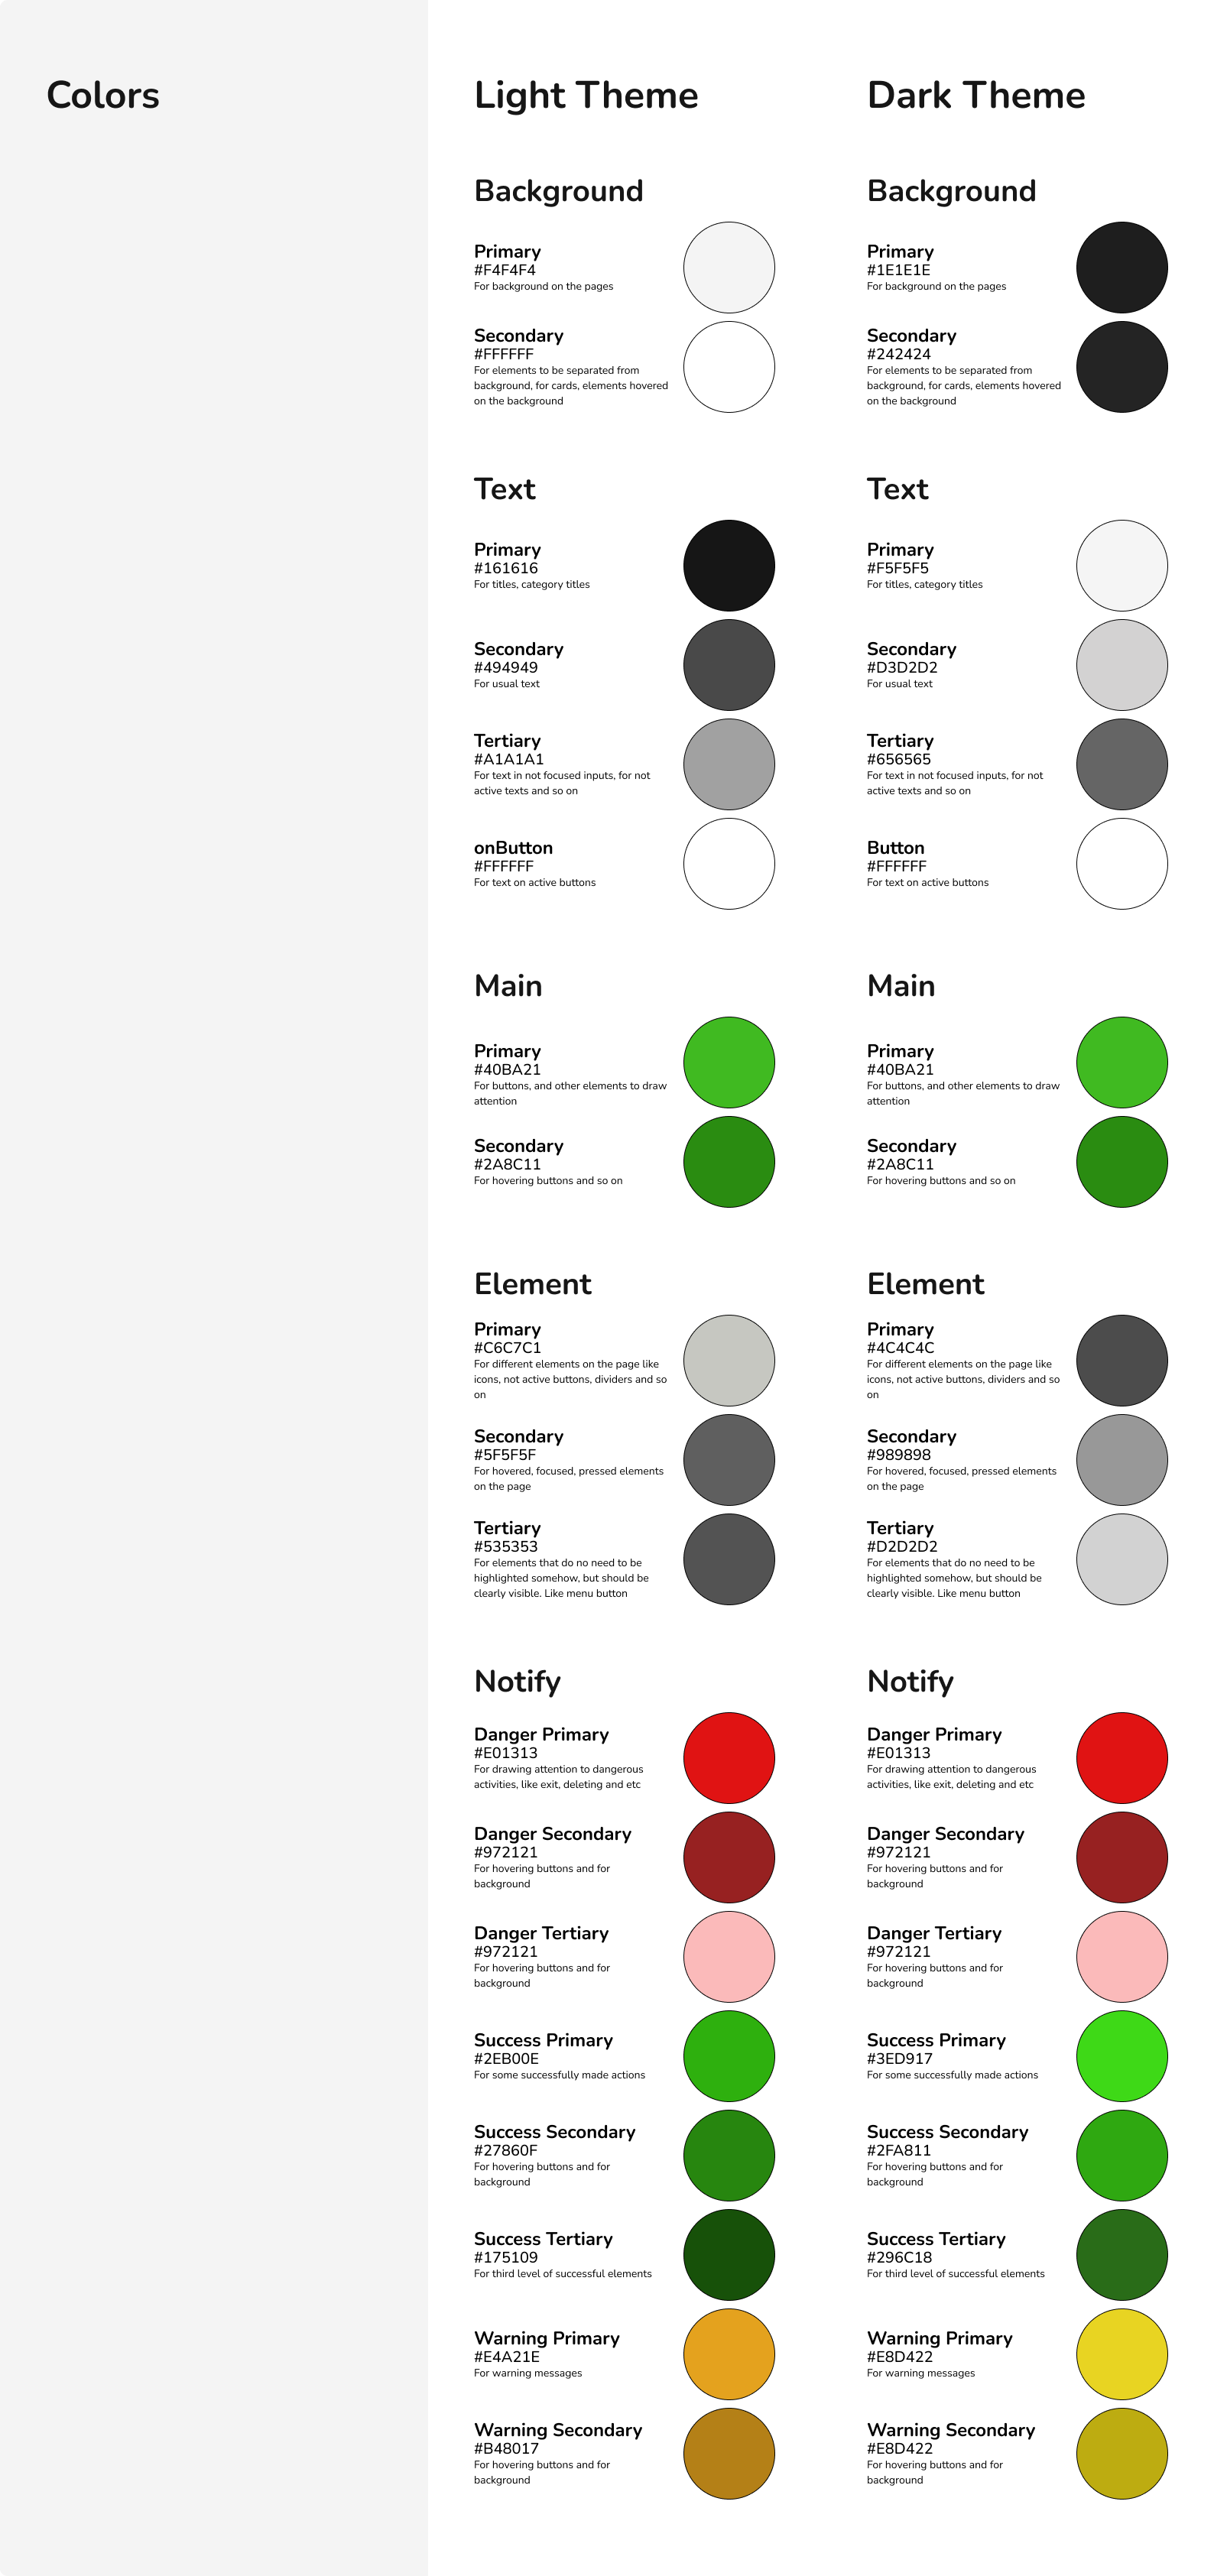 Colors
Light Theme
Background
Primary
#F4F4F4
For background on the pages
Secondary
#FFFFFF
For elements to be separated from
background, for cards, elements hovered
on the background
Text
Primary
#161616
For titles, category titles
Secondary
#494949
For usual text
Tertiary
#A1A1A1
For text in not focused inputs, for not
active texts and so on
onButton
#FFFFFF
For text on active buttons
Main
Primary
#40BA21
For buttons, and other elements to draw
attention
Secondary
#2A8C11
For hovering buttons and so on
Element
Primary
#C6C7C1
For different elements on the page like
icons, not active buttons, dividers and so
on
Secondary
#5F5F5F
For hovered, focused, pressed elements
on the page
Tertiary
#535353
For elements that do no need to be
highlighted somehow, but should be
clearly visible. Like menu button
Notify
Danger Primary
#E01313
For drawing attention to dangerous
activities, like exit, deleting and etc
Danger Secondary
#972121
For hovering buttons and for
background
Danger Tertiary
#972121
For hovering buttons and for
background
Success Primary
#2EB00E
For some successfully made actions
Success Secondary
#27860F
For hovering buttons and for
background
Success Tertiary
#175109
For third level of successful elements
Warning Primary
#E4A21E
For warning messages
Warning Secondary
#B48017
For hovering buttons and for
background
Dark Theme
Background
Primary
#1E1E1E
For background on the pages
Secondary
#242424
For elements to be separated from
background, for cards, elements hovered
on the background
Text
Primary
#F5F5F5
For titles, category titles
Secondary
#D3D2D2
For usual text
Tertiary
#656565
For text in not focused inputs, for not
active texts and so on
Button
#FFFFFF
For text on active buttons
Main
Primary
#40BA21
For buttons, and other elements to draw
attention
Secondary
#2A8C11
For hovering buttons and so on
Element
Primary
#4C4C4C
For different elements on the page like
icons, not active buttons, dividers and so
on
Secondary
#989898
For hovered, focused, pressed elements
on the page
Tertiary
#D2D2D2
For elements that do no need to be
highlighted somehow, but should be
clearly visible. Like menu button
Notify
Danger Primary
#E01313
For drawing attention to dangerous
activities, like exit, deleting and etc
Danger Secondary
#972121
For hovering buttons and for
background
Danger Tertiary
#972121
For hovering buttons and for
background
Success Primary
#3ED917
For some successfully made actions
Success Secondary
#2FA811
For hovering buttons and for
background
Success Tertiary
#296C18
For third level of successful elements
Warning Primary
#E8D422
For warning messages
Warning Secondary
#E8D422
For hovering buttons and for
background